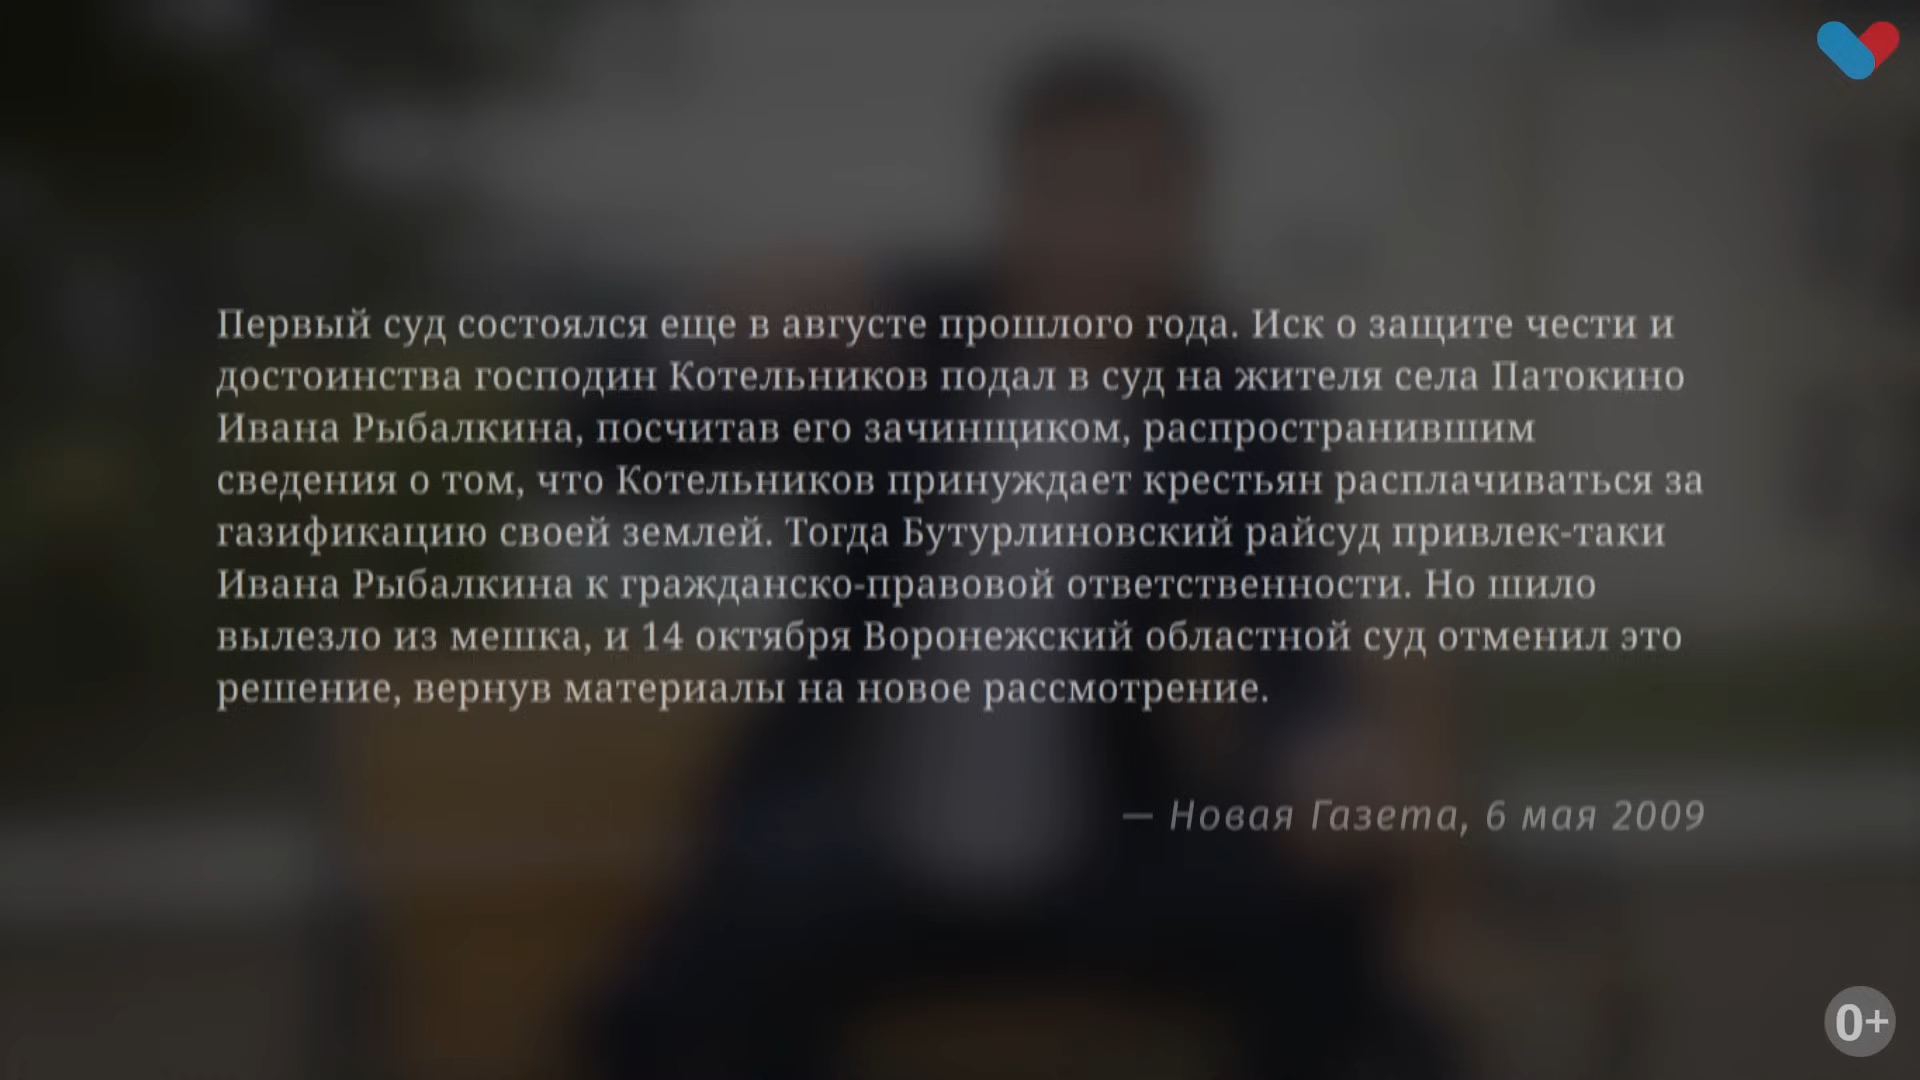 Первый суд состоялся еще в августе прошлого года. Иск о защите чести и
достоинства господин Котельников подал в суд на жителя села Патокино
Ивана Рыбалкина, посчитав его зачинщиком, распространившим
сведения о том, что Котельников принуждает крестьян расплачиваться за
газификацию своей землей. Тогда Бутурлиновский райсуд привлек-таки
Ивана Рыбалкина к гражданско-правовой ответственности. Но шило
вылезло из мешка, и 14 октября Воронежский областной суд отменил это
решение, вернув материалы на новое рассмотрение.
— Новая Газета, 6 мая 2009
0+